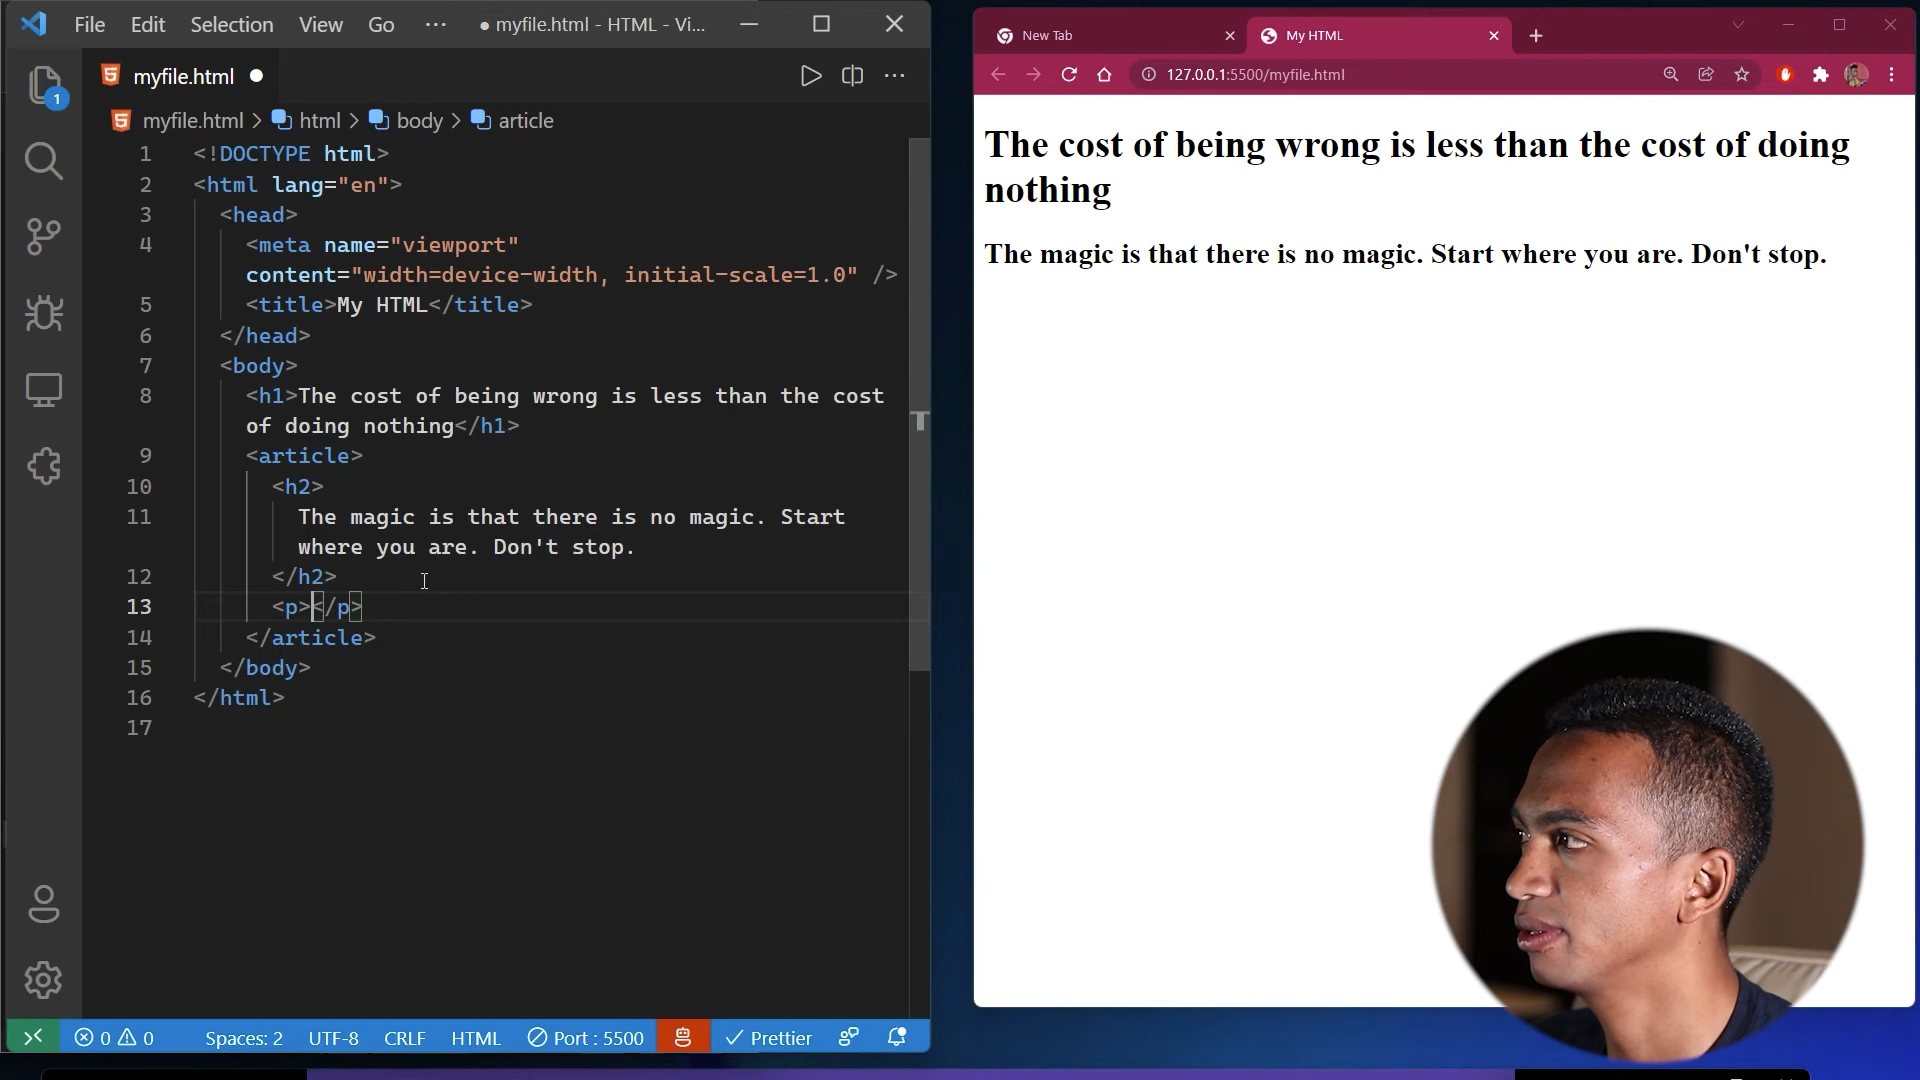 File Edit Selection View Go ··· ● myfile.html - HTML - Vi...
myfile.html ●
myfile.html > html > body > article
1 <!DOCTYPE html>
2 <html lang="en">
3 <head>
4 <meta name="viewport"
content="width=device-width, initial-scale=1.0" />
5 <title>My HTML</title>
6 </head>
7 <body>
8 <h1>The cost of being wrong is less than the cost
of doing nothing</h1>
9 <article>
10 <h2>
11 The magic is that there is no magic. Start
where you are. Don't stop.
12 </h2>
13 <p></p>
14 </article>
15 </body>
16 </html>
17
1
0 0 Spaces: 2 UTF-8 CRLF HTML Port : 5500 Prettier
New Tab My HTML
127.0.0.1:5500/myfile.html
The cost of being wrong is less than the cost of doing
nothing
The magic is that there is no magic. Start where you are. Don't stop.